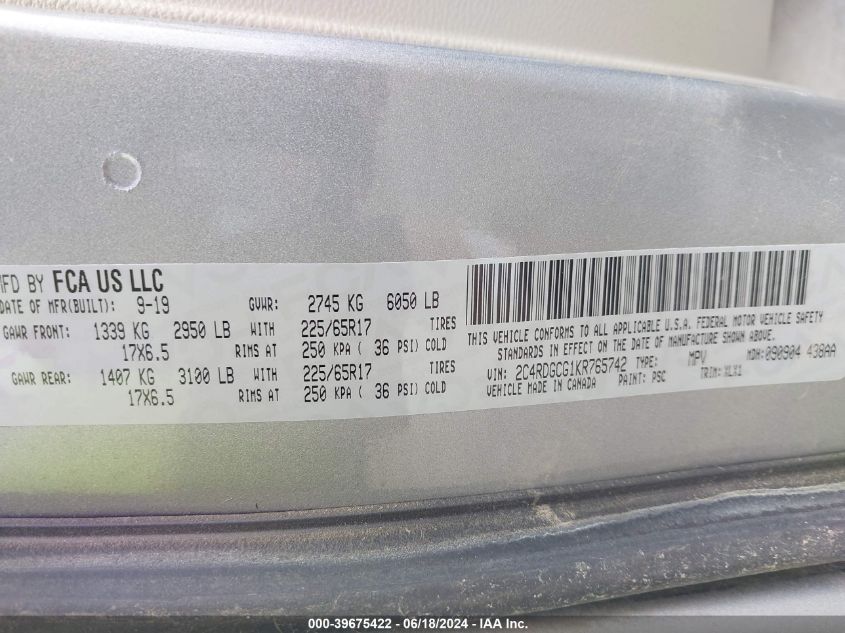 MFD BY FCA US LLC
DATE OF MFR(BUILT): 9-19 GVWR: 2745 KG 6050 LB
GAWR FRONT: 1339 KG 2950 LB WITH 225/65R17 TIRES
17X6.5 RIMS AT 250 KPA ( 36 PSI) COLD
GAWR REAR: 1407 KG 3100 LB WITH 225/65R17 TIRES
17X6.5 RIMS AT 250 KPA ( 36 PSI) COLD
THIS VEHICLE CONFORMS TO ALL APPLICABLE U.S.A. FEDERAL MOTOR VEHICLE SAFETY
STANDARDS IN EFFECT ON THE DATE OF MANUFACTURE SHOWN ABOVE.
VIN: 2C4RDGCG1KR765742 TYPE: MPV MDH: 090904 438AA
VEHICLE MADE IN CANADA PAINT: PSC TRIM: XLX1
000-39675422 - 06/18/2024 - IAA Inc.